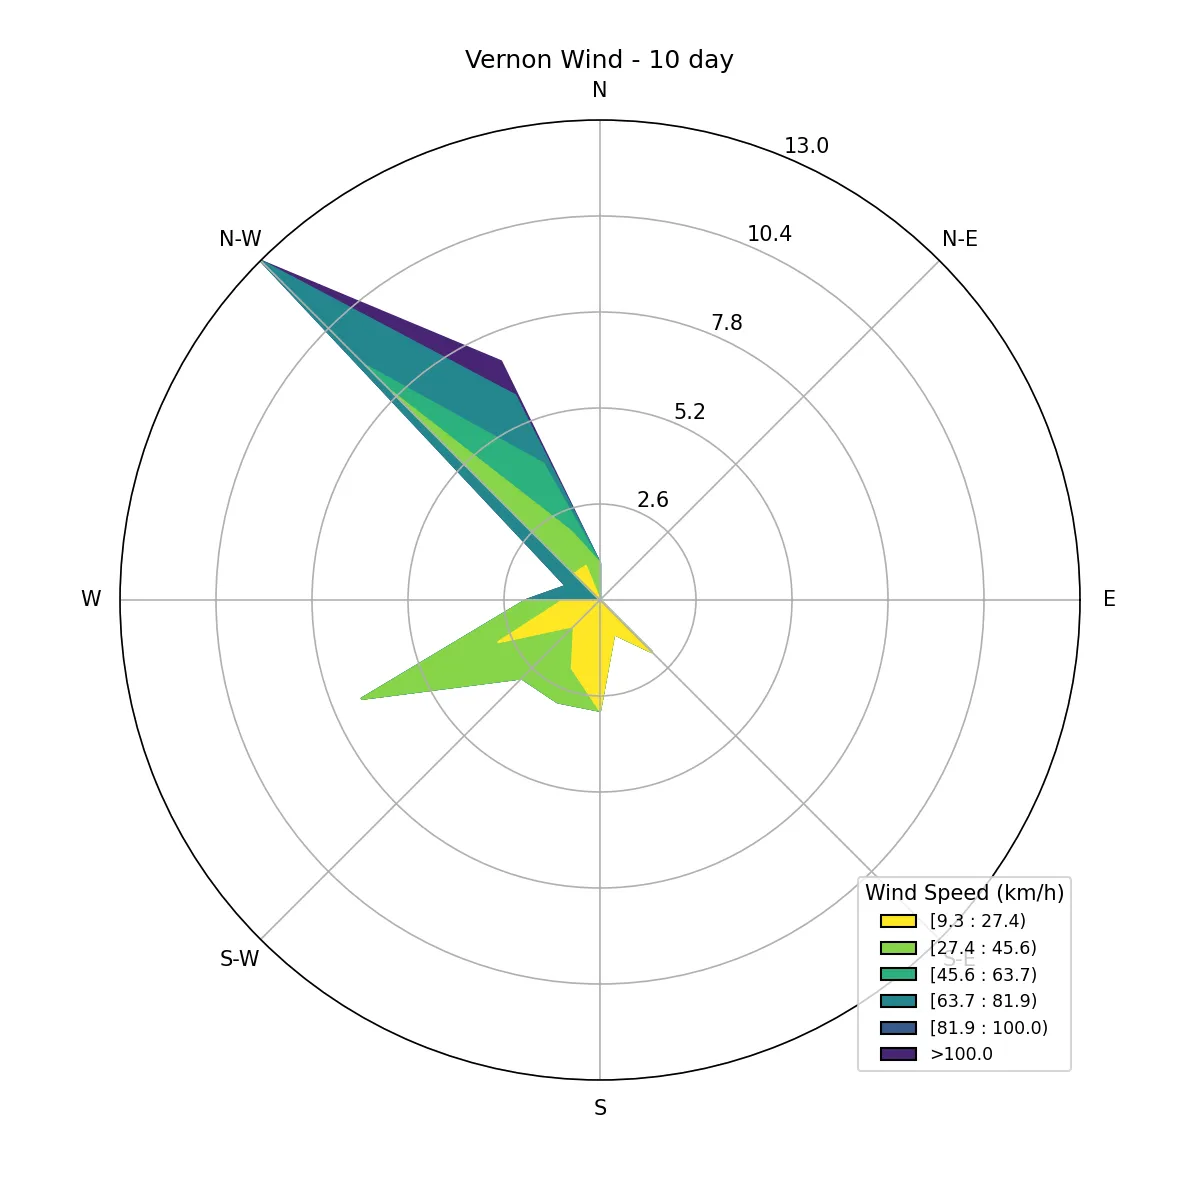 Vernon Wind - 10 day
N
13.0
10.4
N-W
N-E
7.8
5.2
2.6
W
E
Wind Speed (km/h)
[9.3 : 27.4)
[27.4 : 45.6)
S-W
S-E
[45.6 : 63.7)
[63.7 : 81.9)
[81.9 : 100.0)
>100.0
S